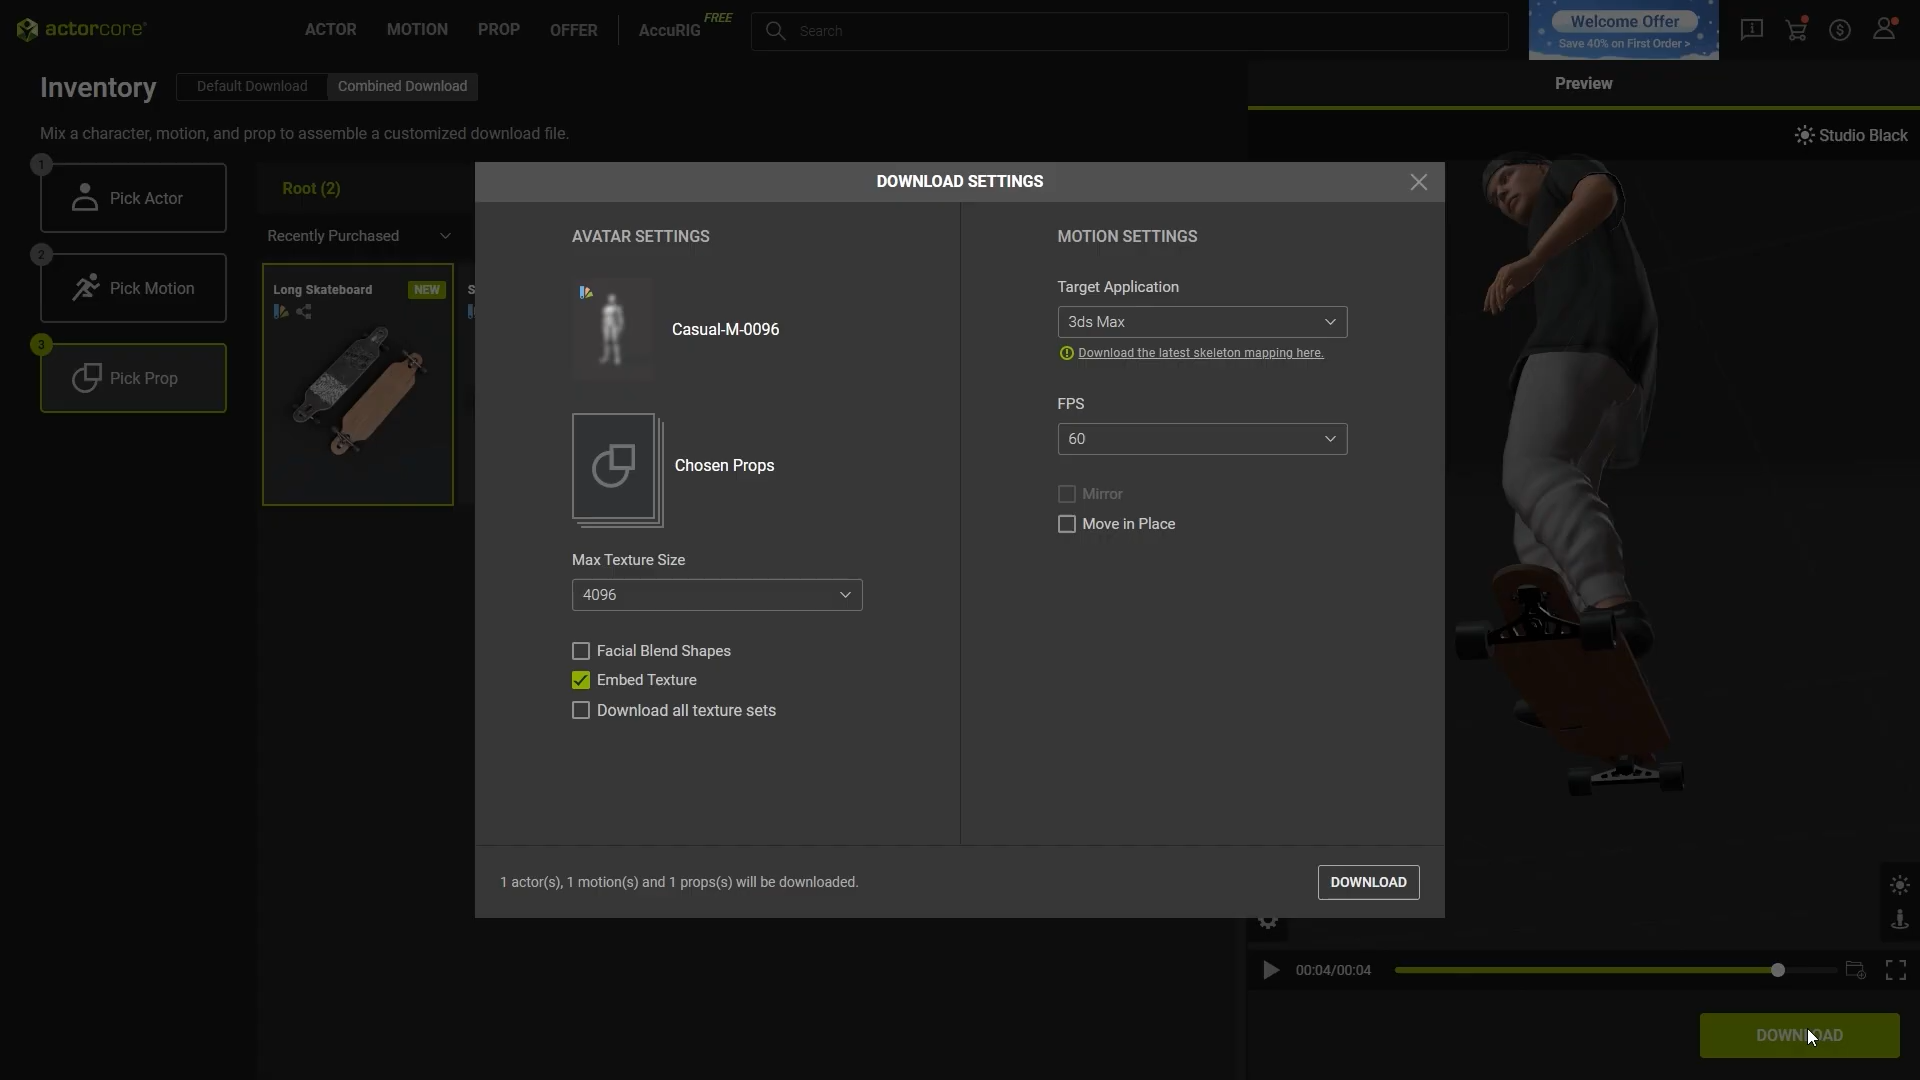 actorcore
ACTOR
MOTION
PROP
OFFER
AccuRIG
FREE
Search
Welcome Offer
Save 40% on First Order >
Inventory
Default Download
Combined Download
Preview
Mix a character, motion, and prop to assemble a customized download file.
Studio Black
1
Pick Actor
2
Pick Motion
3
Pick Prop
Root (2)
Recently Purchased
Long Skateboard
NEW
S
DOWNLOAD SETTINGS
AVATAR SETTINGS
Casual-M-0096
Chosen Props
Max Texture Size
4096
Facial Blend Shapes
Embed Texture
Download all texture sets
MOTION SETTINGS
Target Application
3ds Max
Download the latest skeleton mapping here.
FPS
60
Mirror
Move in Place
1 actor(s), 1 motion(s) and 1 props(s) will be downloaded.
DOWNLOAD
00:04/00:04
DOWNLOAD